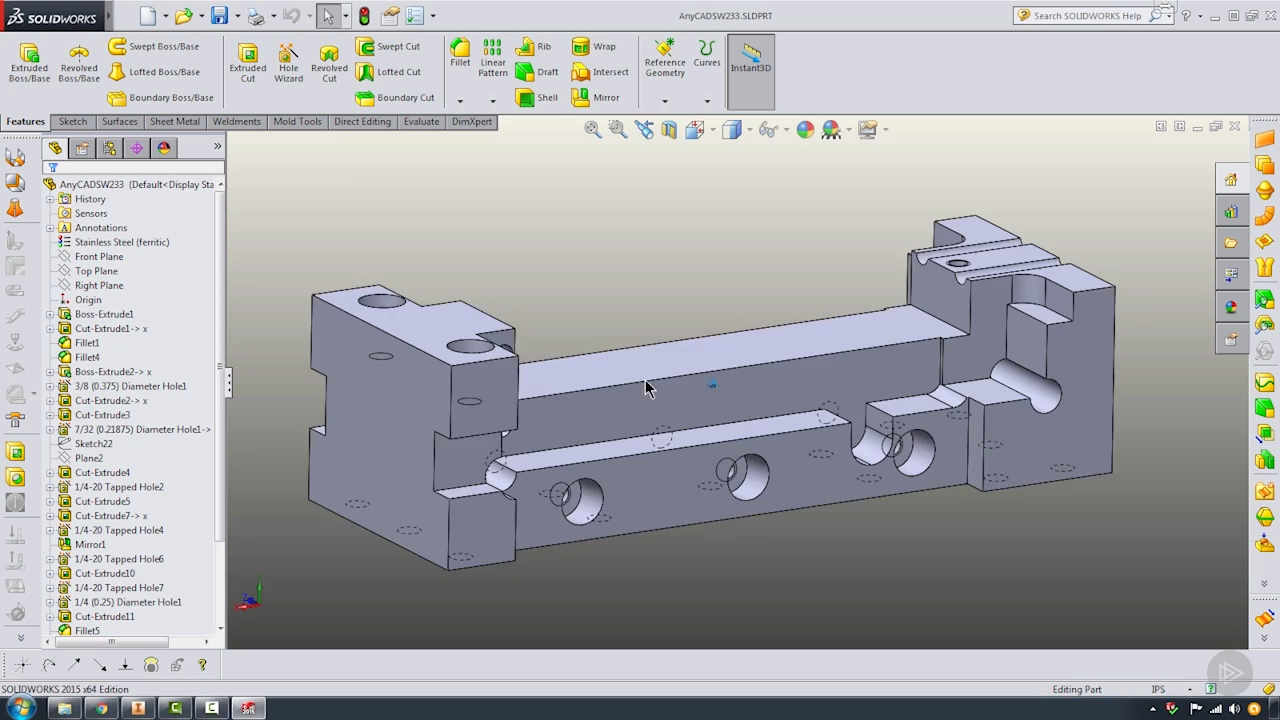 SOLIDWORKS
AnyCADSW233.SLDPRT
Search SOLIDWORKS Help
Extruded Boss/Base
Revolved Boss/Base
Swept Boss/Base
Lofted Boss/Base
Boundary Boss/Base
Extruded Cut
Hole Wizard
Revolved Cut
Swept Cut
Lofted Cut
Boundary Cut
Fillet
Linear Pattern
Rib
Draft
Shell
Wrap
Intersect
Mirror
Reference Geometry
Curves
Instant3D
Features Sketch Surfaces Sheet Metal Weldments Mold Tools Direct Editing Evaluate DimXpert
AnyCADSW233 (Default<Display Sta
History
Sensors
Annotations
Stainless Steel (ferritic)
Front Plane
Top Plane
Right Plane
Origin
Boss-Extrude1
Cut-Extrude1-> x
Fillet1
Fillet4
Boss-Extrude2-> x
3/8 (0.375) Diameter Hole1
Cut-Extrude2-> x
Cut-Extrude3
7/32 (0.21875) Diameter Hole1->
Sketch22
Plane2
Cut-Extrude4
1/4-20 Tapped Hole2
Cut-Extrude5
Cut-Extrude7-> x
1/4-20 Tapped Hole4
Mirror1
1/4-20 Tapped Hole6
Cut-Extrude10
1/4-20 Tapped Hole7
1/4 (0.25) Diameter Hole1
Cut-Extrude11
Fillet5
SOLIDWORKS 2015 x64 Edition
Editing Part
IPS